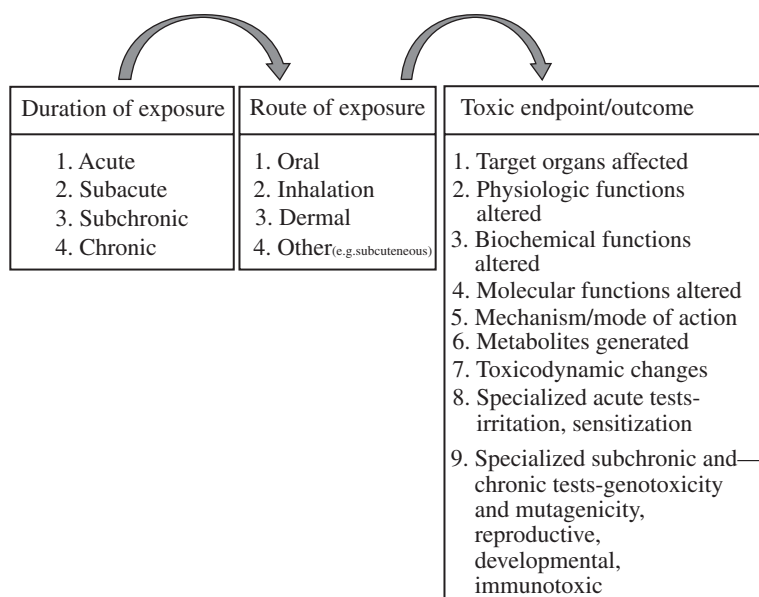 Duration of exposure
1. Acute
2. Subacute
3. Subchronic
4. Chronic
Route of exposure
1. Oral
2. Inhalation
3. Dermal
4. Other(e.g.subcuteneous)
Toxic endpoint/outcome
1. Target organs affected
2. Physiologic functions
altered
3. Biochemical functions
altered
4. Molecular functions altered
5. Mechanism/mode of action
6. Metabolites generated
7. Toxicodynamic changes
8. Specialized acute tests-
irritation, sensitization
9. Specialized subchronic and—
chronic tests-genotoxicity
and mutagenicity,
reproductive,
developmental,
immunotoxic